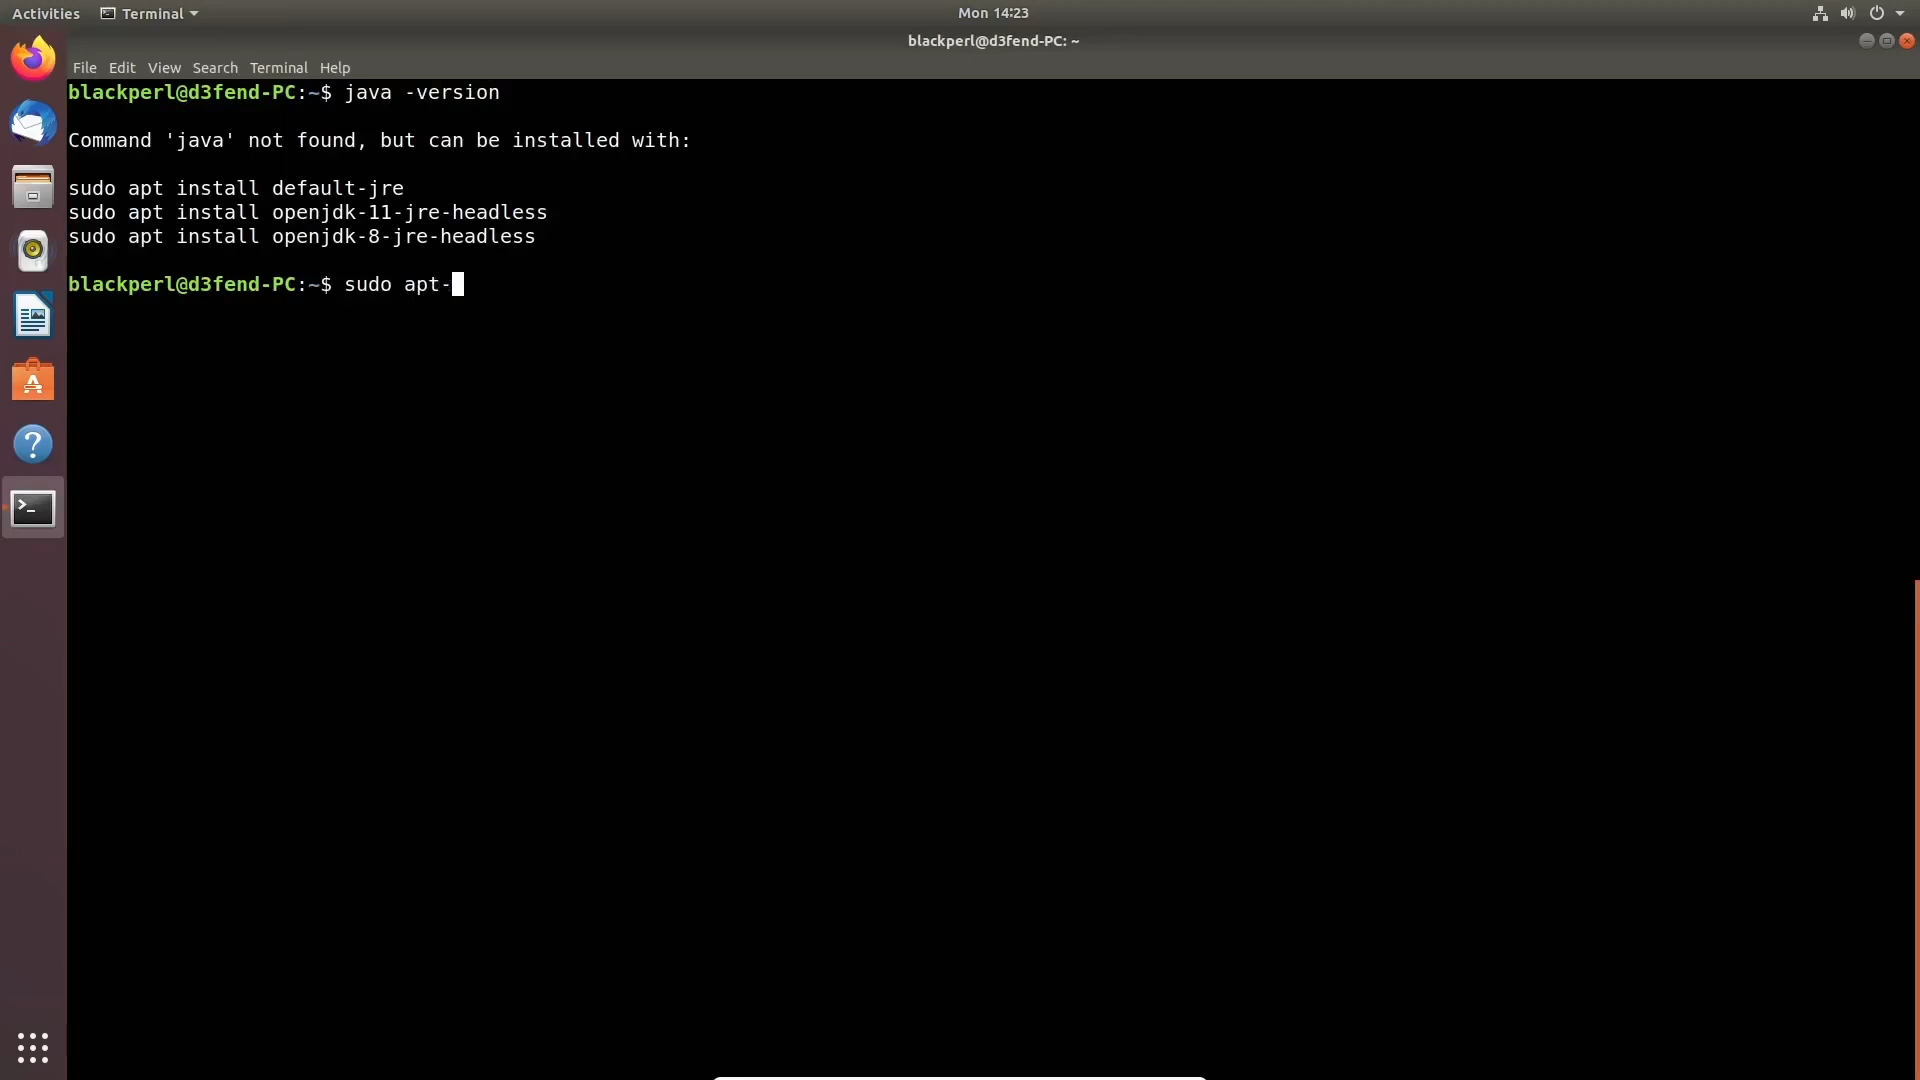 Activities Terminal Mon 14:23
blackperl@d3fend-PC: ~
File Edit View Search Terminal Help
blackperl@d3fend-PC:~$ java -version
Command 'java' not found, but can be installed with:
sudo apt install default-jre
sudo apt install openjdk-11-jre-headless
sudo apt install openjdk-8-jre-headless
blackperl@d3fend-PC:~$ sudo apt-